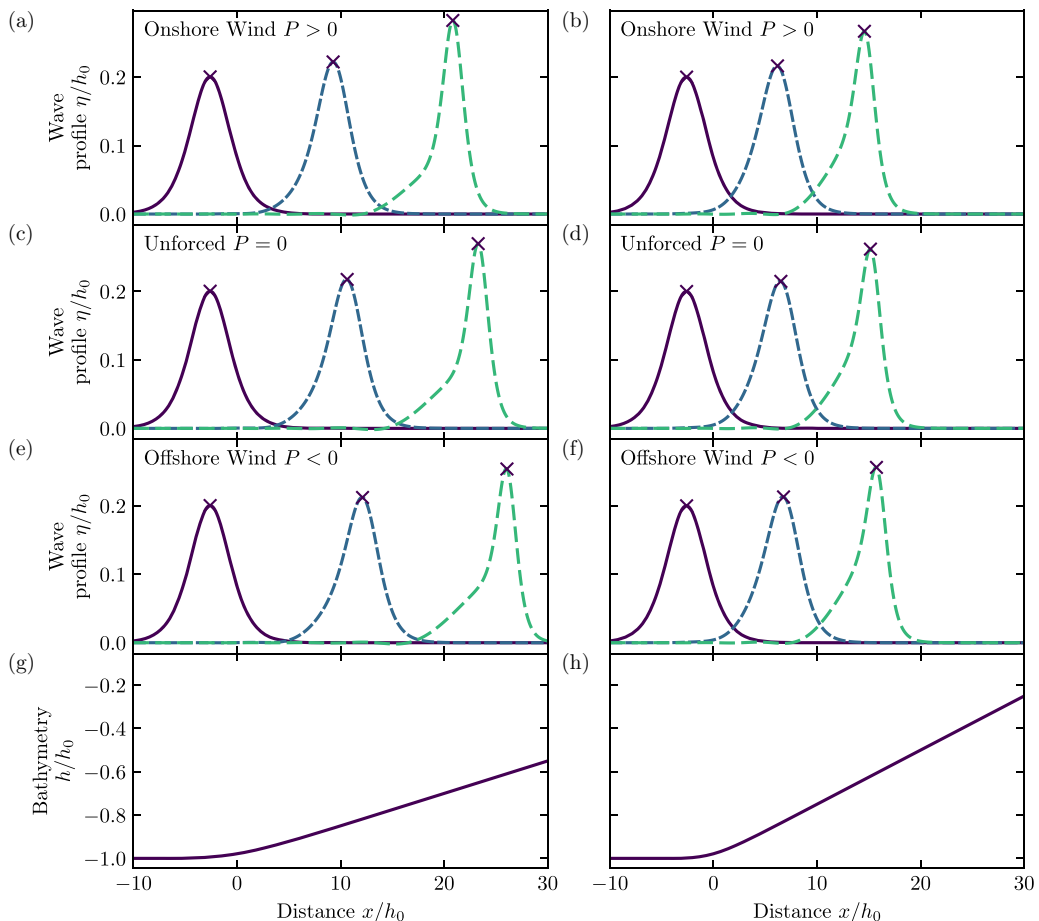 (a)
Onshore Wind P > 0
Wave
profile η/h₀
0.2
0.1
0.0
(b)
Onshore Wind P > 0
(c)
Unforced P = 0
Wave
profile η/h₀
0.2
0.1
0.0
(d)
Unforced P = 0
(e)
Offshore Wind P < 0
Wave
profile η/h₀
0.2
0.1
0.0
(f)
Offshore Wind P < 0
(g)
Bathymetry
h/h₀
−0.2
−0.4
−0.6
−0.8
−1.0
−10 0 10 20 30
Distance x/h₀
(h)
−10 0 10 20 30
Distance x/h₀